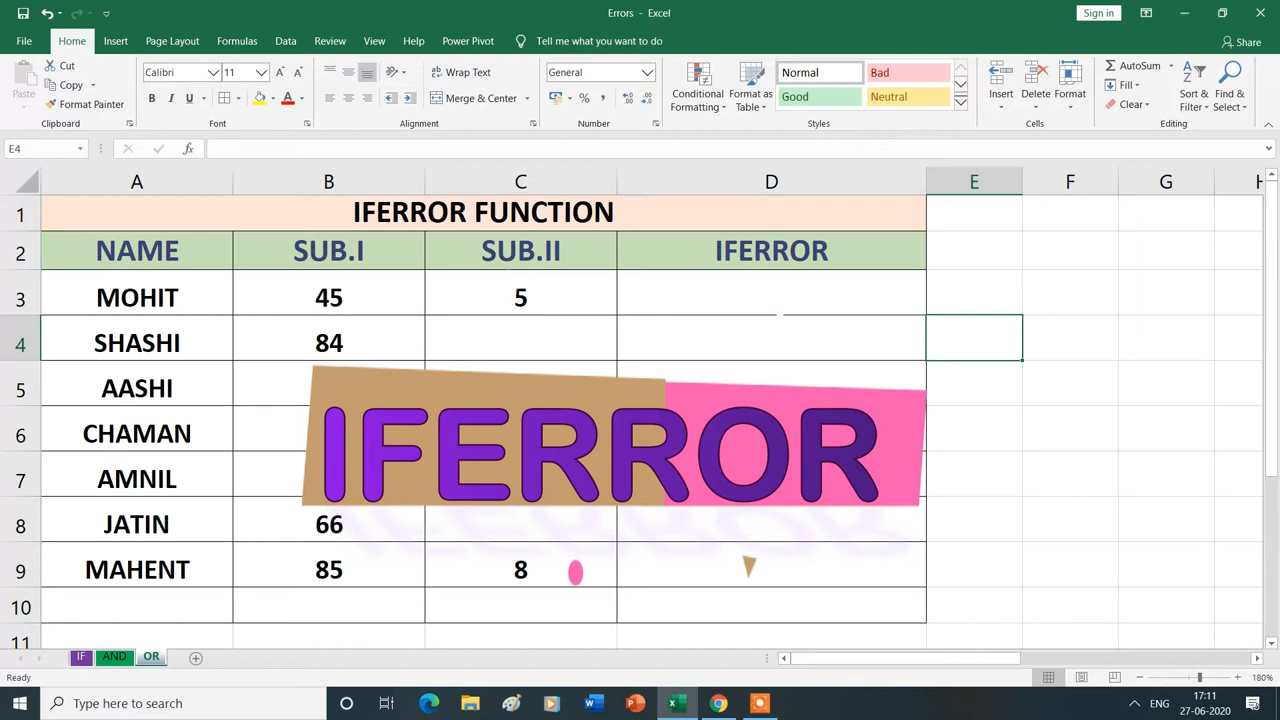 Errors - Excel
Sign in
File Home Insert Page Layout Formulas Data Review View Help Power Pivot Tell me what you want to do Share
Paste
Cut
Copy
Format Painter
Clipboard
Calibri 11
B I U
Font
Wrap Text
Merge & Center
Alignment
General
Number
Conditional Formatting
Format as Table
Normal Bad
Good Neutral
Styles
Insert Delete Format
Cells
AutoSum
Fill
Clear
Sort & Filter
Find & Select
Editing
E4 fx
A B C D E F G H
1 IFERROR FUNCTION
2 NAME SUB.I SUB.II IFERROR
3 MOHIT 45 5
4 SHASHI 84
5 AASHI
6 CHAMAN
7 AMNIL
8 JATIN 66
9 MAHENT 85 8
10
11
IFERROR
IF AND OR
Ready 180%
Type here to search
ENG
17:11
27-06-2020